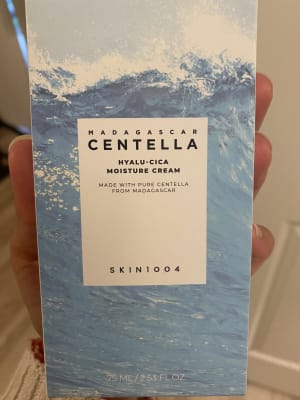 MADAGASCAR
CENTELLA
HYALU-CICA
MOISTURE CREAM
MADE WITH PURE CENTELLA
FROM MADAGASCAR
SKIN1004
75 ML / 2.53 FL.OZ